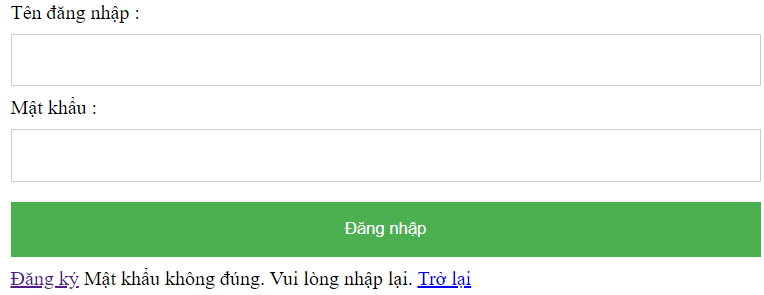 Tên đăng nhập :
Mật khẩu :
Đăng nhập
Đăng ký Mật khẩu không đúng. Vui lòng nhập lại. Trở lại